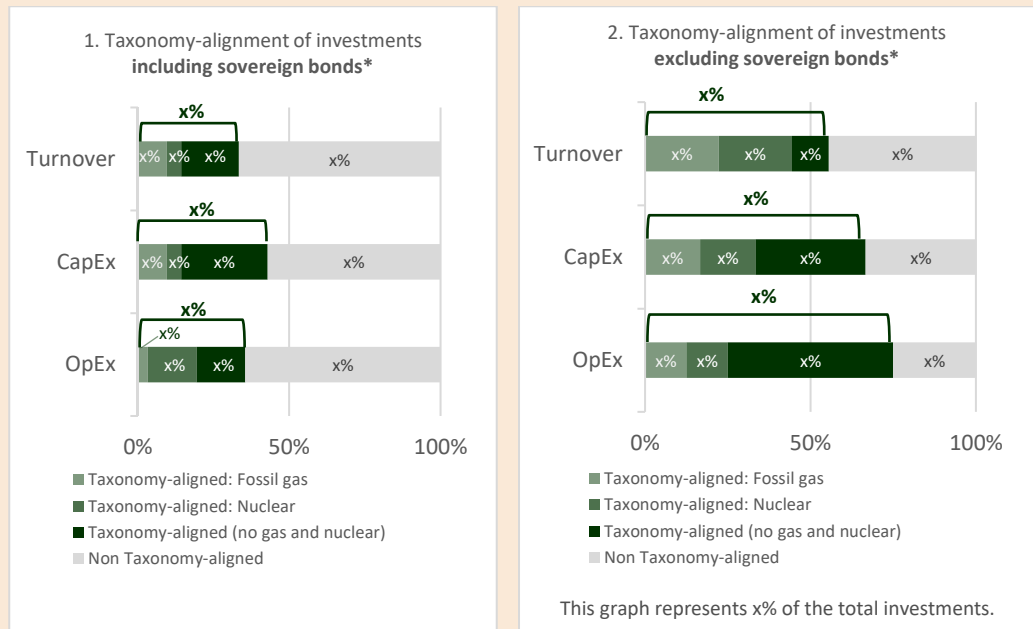 1. Taxonomy-alignment of investments
including sovereign bonds*
x%
Turnover
x% x% x% x%
x%
CapEx
x% x% x% x%
x%
x%
OpEx
x% x% x%
0% 50% 100%
Taxonomy-aligned: Fossil gas
Taxonomy-aligned: Nuclear
Taxonomy-aligned (no gas and nuclear)
Non Taxonomy-aligned
2. Taxonomy-alignment of investments
excluding sovereign bonds*
x%
Turnover
x% x% x% x%
x%
CapEx
x% x% x% x%
x%
OpEx
x% x% x% x%
0% 50% 100%
Taxonomy-aligned: Fossil gas
Taxonomy-aligned: Nuclear
Taxonomy-aligned (no gas and nuclear)
Non Taxonomy-aligned
This graph represents x% of the total investments.